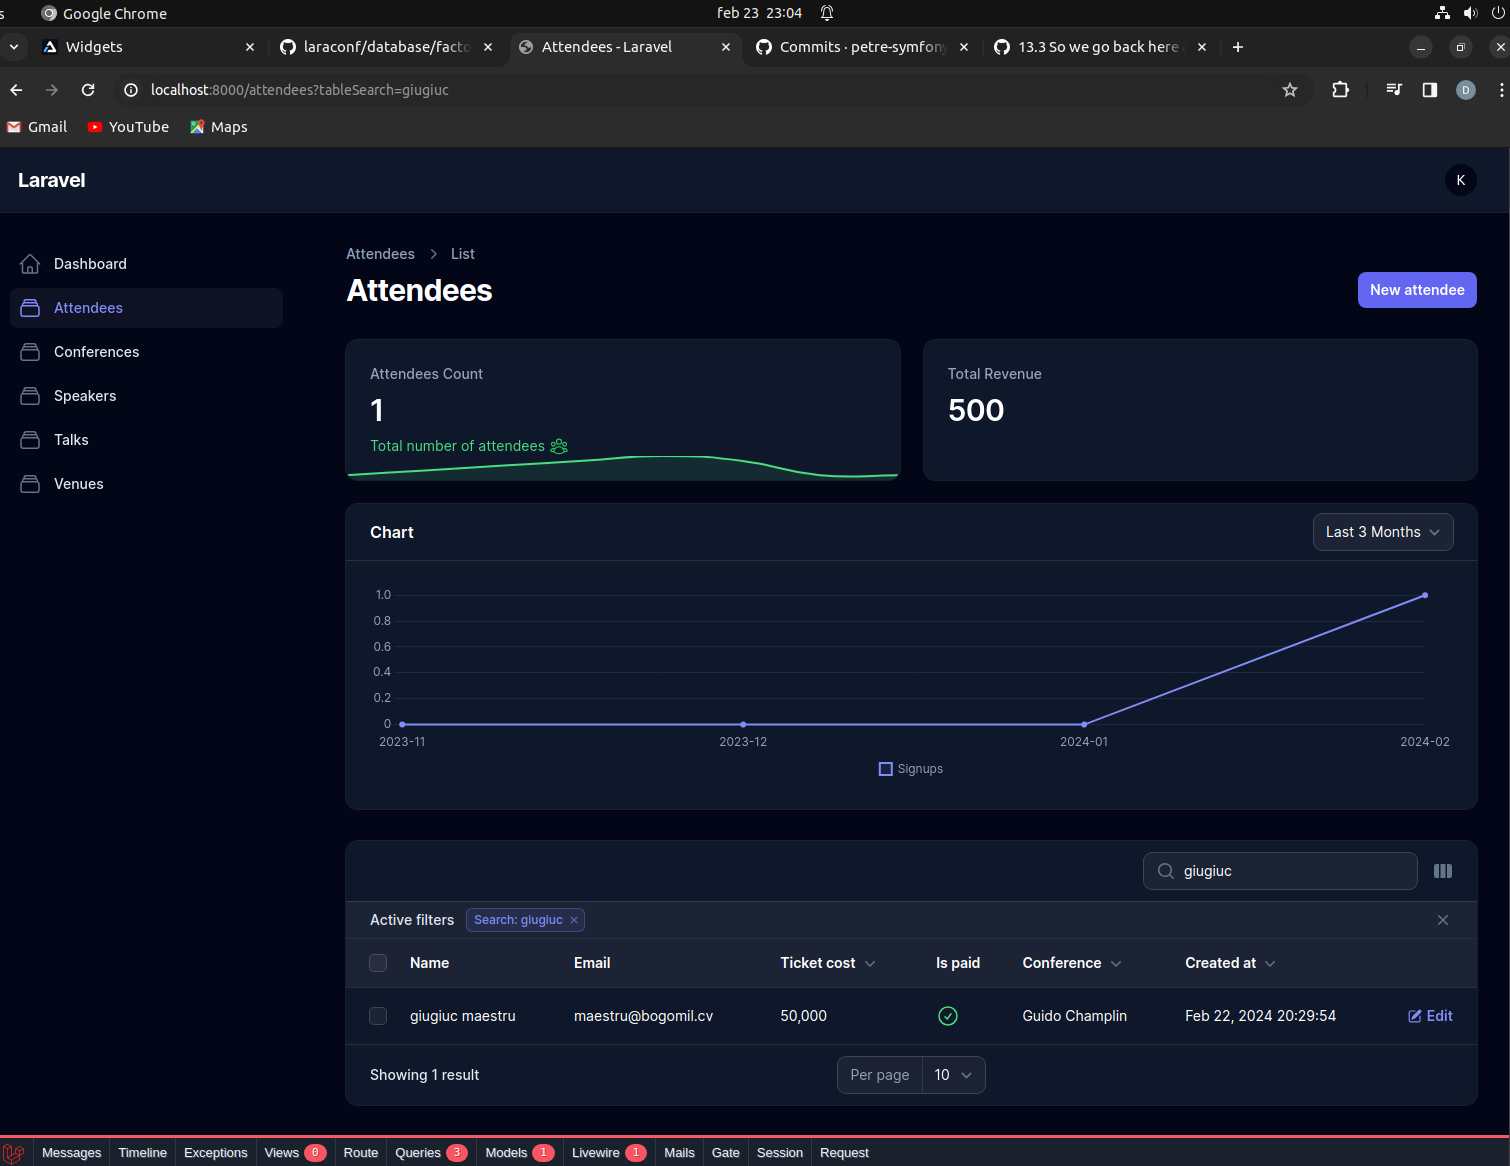 s Google Chrome feb 23 23:04
Widgets laraconf/database/facto Attendees - Laravel Commits · petre-symfony 13.3 So we go back here a
localhost:8000/attendees?tableSearch=giugiuc D
Gmail YouTube Maps
Laravel K
Dashboard
Attendees
Conferences
Speakers
Talks
Venues
Attendees List
Attendees New attendee
Attendees Count
1
Total number of attendees
Total Revenue
500
Chart Last 3 Months
1.0
0.8
0.6
0.4
0.2
0
2023-11 2023-12 2024-01 2024-02
Signups
giugiuc
Active filters Search: giugiuc
Name Email Ticket cost Is paid Conference Created at
giugiuc maestru maestru@bogomil.cv 50,000 Guido Champlin Feb 22, 2024 20:29:54 Edit
Showing 1 result Per page 10
Messages Timeline Exceptions Views 0 Route Queries 3 Models 1 Livewire 1 Mails Gate Session Request